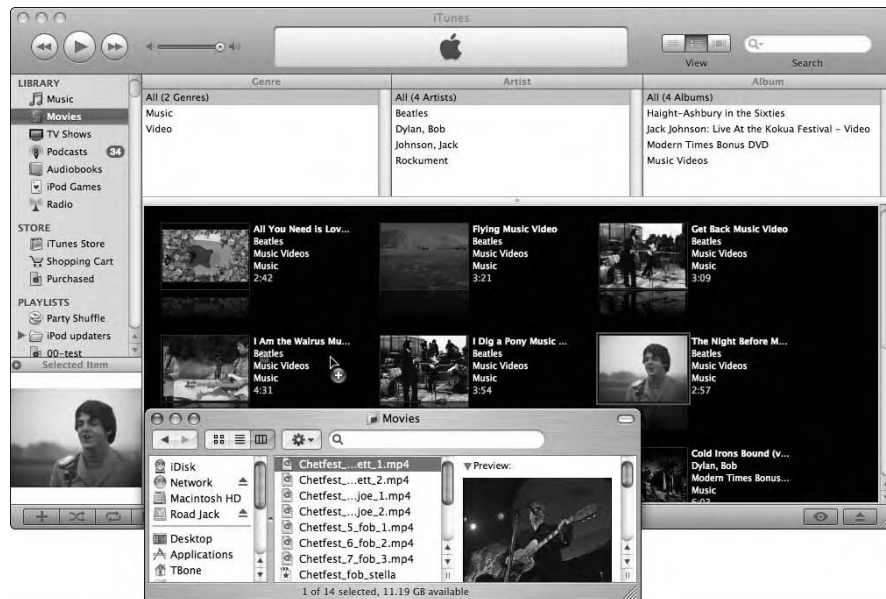 iTunes
View
Search
LIBRARY
Music
Movies
TV Shows
Podcasts 34
Audiobooks
iPod Games
Radio
STORE
iTunes Store
Shopping Cart
Purchased
PLAYLISTS
Party Shuffle
iPod updaters
00-test
Selected Item
Genre
All (2 Genres)
Music
Video
Artist
All (4 Artists)
Beatles
Dylan, Bob
Johnson, Jack
Rockument
Album
All (4 Albums)
Haight-Ashbury in the Sixties
Jack Johnson: Live At the Kokua Festival - Video
Modern Times Bonus DVD
Music Videos
All You Need is Lov...
Beatles
Music Videos
Music
2:42
Flying Music Video
Beatles
Music Videos
Music
3:21
Get Back Music Video
Beatles
Music Videos
Music
3:09
I Am the Walrus Mu...
Beatles
Music Videos
Music
4:31
I Dig a Pony Music ...
Beatles
Music Videos
Music
3:54
The Night Before M...
Beatles
Music Videos
Music
2:57
Cold Irons Bound (v...
Dylan, Bob
Modern Times Bonus...
Music
6:03
Movies
iDisk
Network
Macintosh HD
Road Jack
Desktop
Applications
TBone
Chetfest_...ett_1.mp4
Chetfest_...ett_2.mp4
Chetfest_...joe_1.mp4
Chetfest_...joe_2.mp4
Chetfest_5_fob_1.mp4
Chetfest_6_fob_2.mp4
Chetfest_7_fob_3.mp4
Chetfest_fob_stella
Preview:
1 of 14 selected, 11.19 GB available